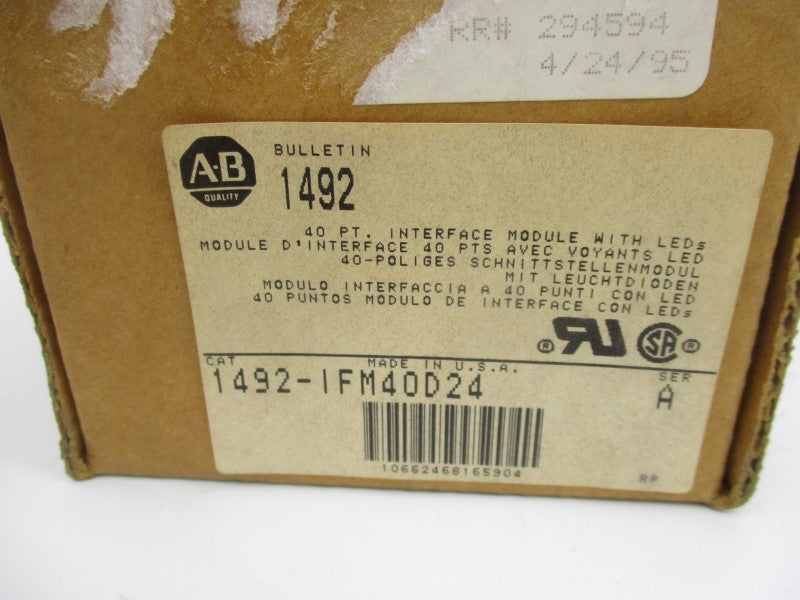 RR# 294594
4/24/95
A-B
QUALITY
BULLETIN
1492
40 PT. INTERFACE MODULE WITH LEDs
MODULE D'INTERFACE 40 PTS AVEC VOYANTS LED
40-POLIGES SCHNITTSTELLENMODUL
MIT LEUCHTDIODEN
MODULO INTERFACCIA A 40 PUNTI CON LED
40 PUNTOS MODULO DE INTERFACE CON LEDs
® RU SA ®
CAT MADE IN U.S.A. SER
1492-IFM40D24 A
10662468165904
RP